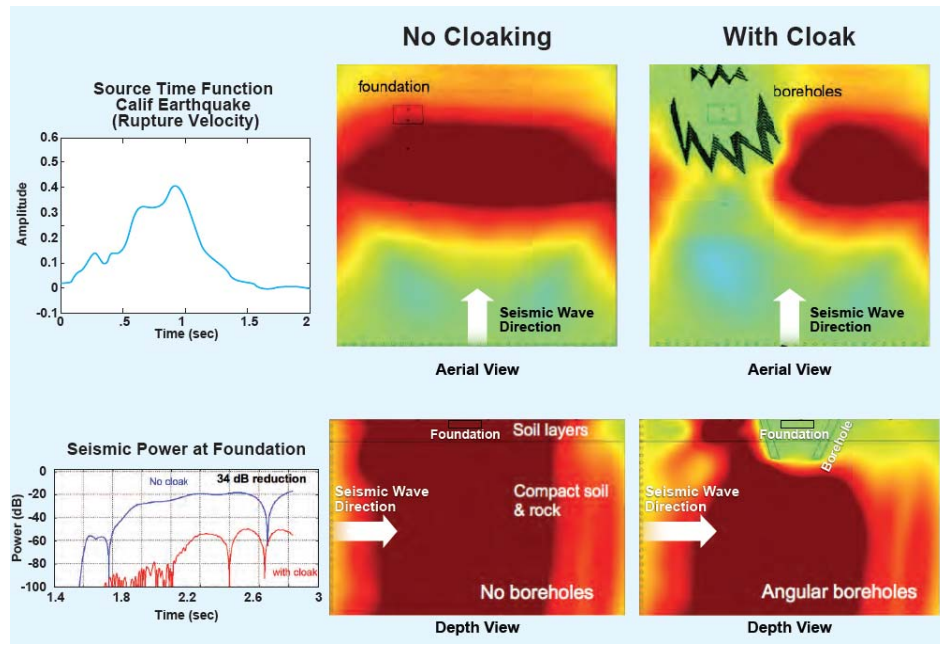 No Cloaking
With Cloak
Source Time Function
Calif Earthquake
(Rupture Velocity)
0.6
0.5
0.4
0.3
0.2
0.1
0
-0.1
Amplitude
0
.5
1
1.5
2
Time (sec)
foundation
Seismic Wave
Direction
Aerial View
boreholes
Seismic Wave
Direction
Aerial View
Seismic Power at Foundation
0
-20
-40
-60
-80
-100
Power (dB)
No cloak
34 dB reduction
with cloak
1.4
1.8
2.2
2.6
3
Time (sec)
Foundation
Soil layers
Seismic Wave
Direction
Compact soil
& rock
No boreholes
Depth View
Foundation
Borehole
Seismic Wave
Direction
Angular boreholes
Depth View